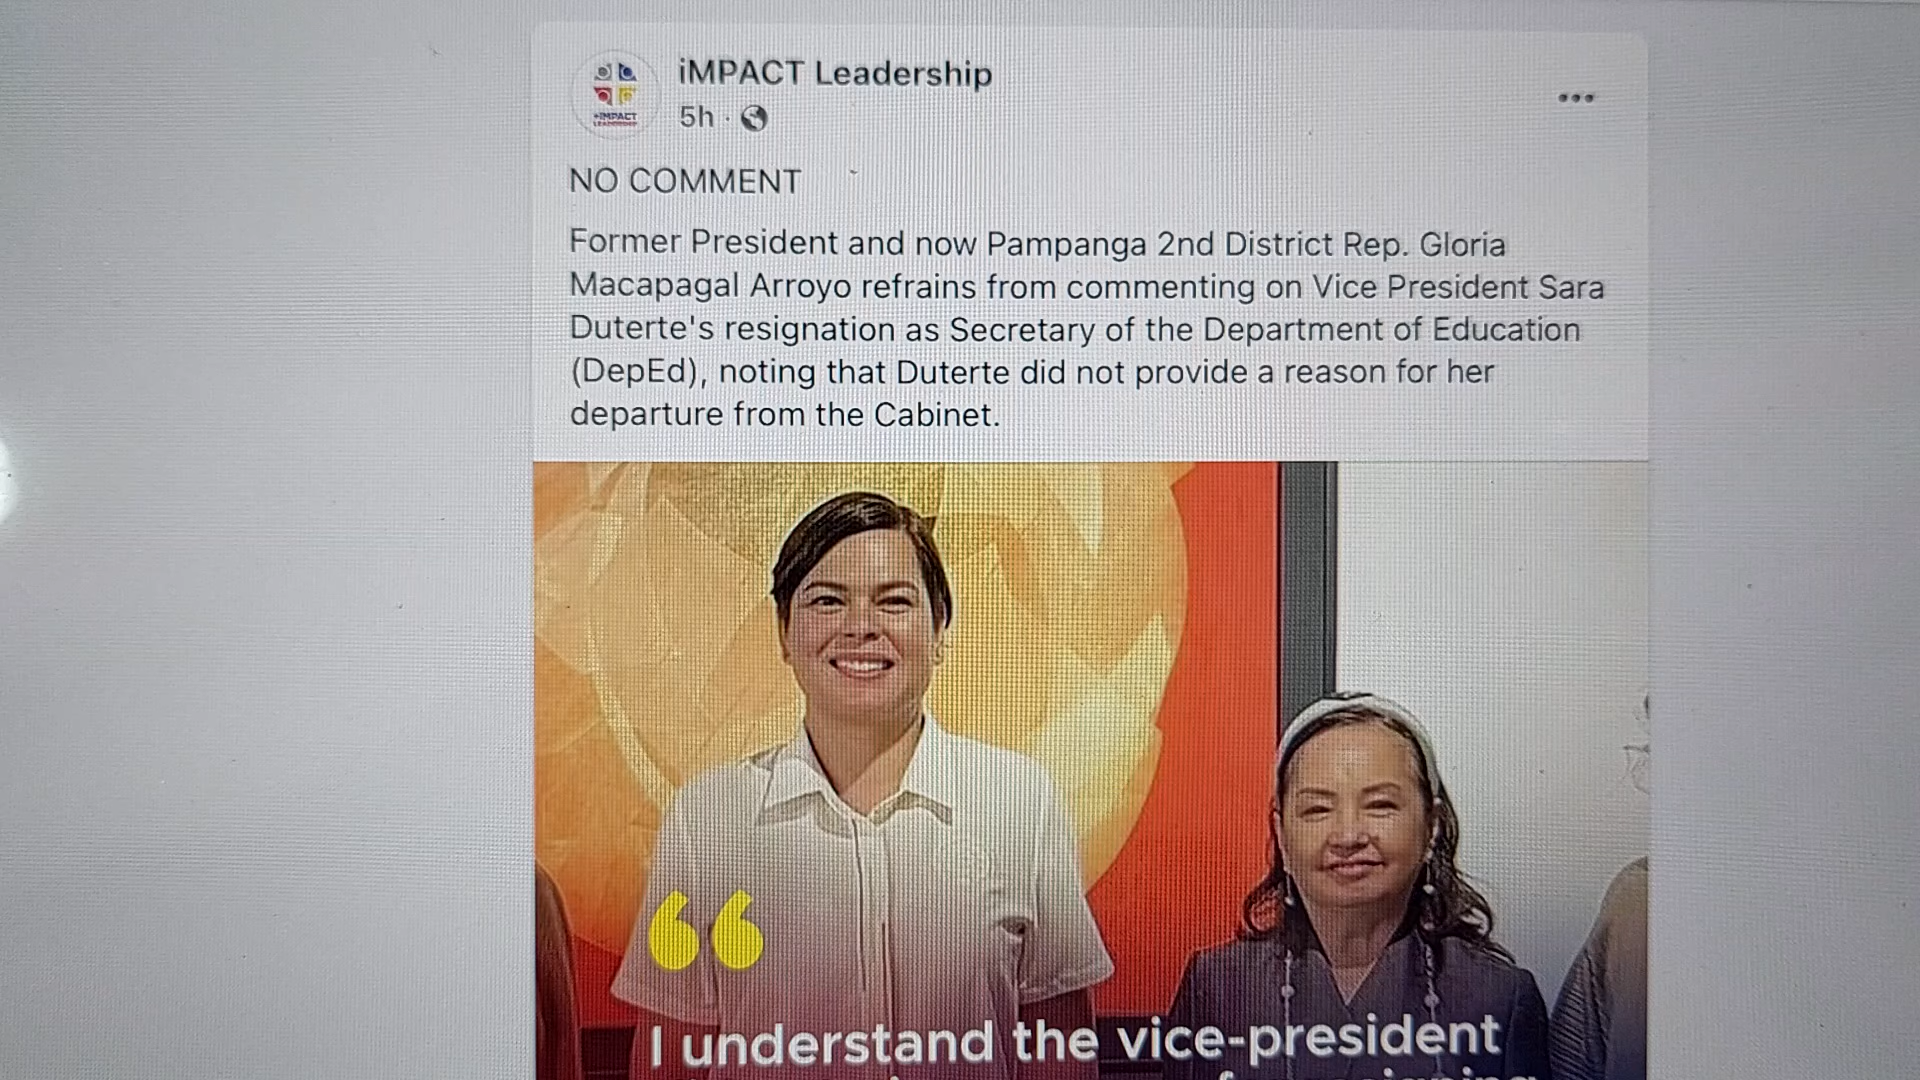 iMPACT Leadership
5h ·
NO COMMENT
Former President and now Pampanga 2nd District Rep. Gloria
Macapagal Arroyo refrains from commenting on Vice President Sara
Duterte's resignation as Secretary of the Department of Education
(DepEd), noting that Duterte did not provide a reason for her
departure from the Cabinet.
“
I understand the vice-president